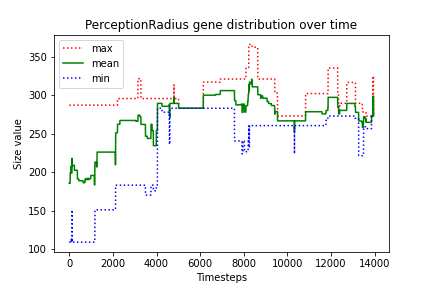 PerceptionRadius gene distribution over time
max
mean
min
350
300
250
200
150
100
Size value
0 2000 4000 6000 8000 10000 12000 14000
Timesteps